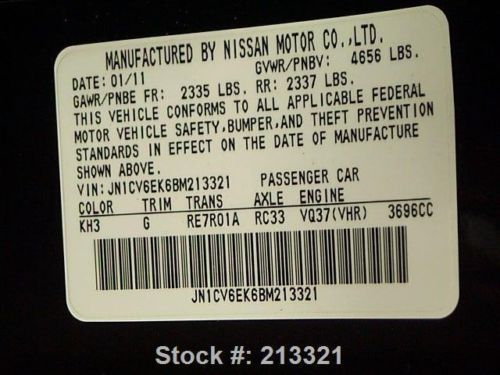 MANUFACTURED BY NISSAN MOTOR CO.,LTD.
DATE: 01/11 GVWR/PNBV: 4656 LBS.
GAWR/PNBE FR: 2335 LBS. RR: 2337 LBS.
THIS VEHICLE CONFORMS TO ALL APPLICABLE FEDERAL
MOTOR VEHICLE SAFETY,BUMPER,AND THEFT PREVENTION
STANDARDS IN EFFECT ON THE DATE OF MANUFACTURE
SHOWN ABOVE.
VIN: JN1CV6EK6BM213321 PASSENGER CAR
COLOR TRIM TRANS AXLE ENGINE
KH3 G RE7R01A RC33 VQ37(VHR) 3696CC
JN1CV6EK6BM213321
Stock #: 213321